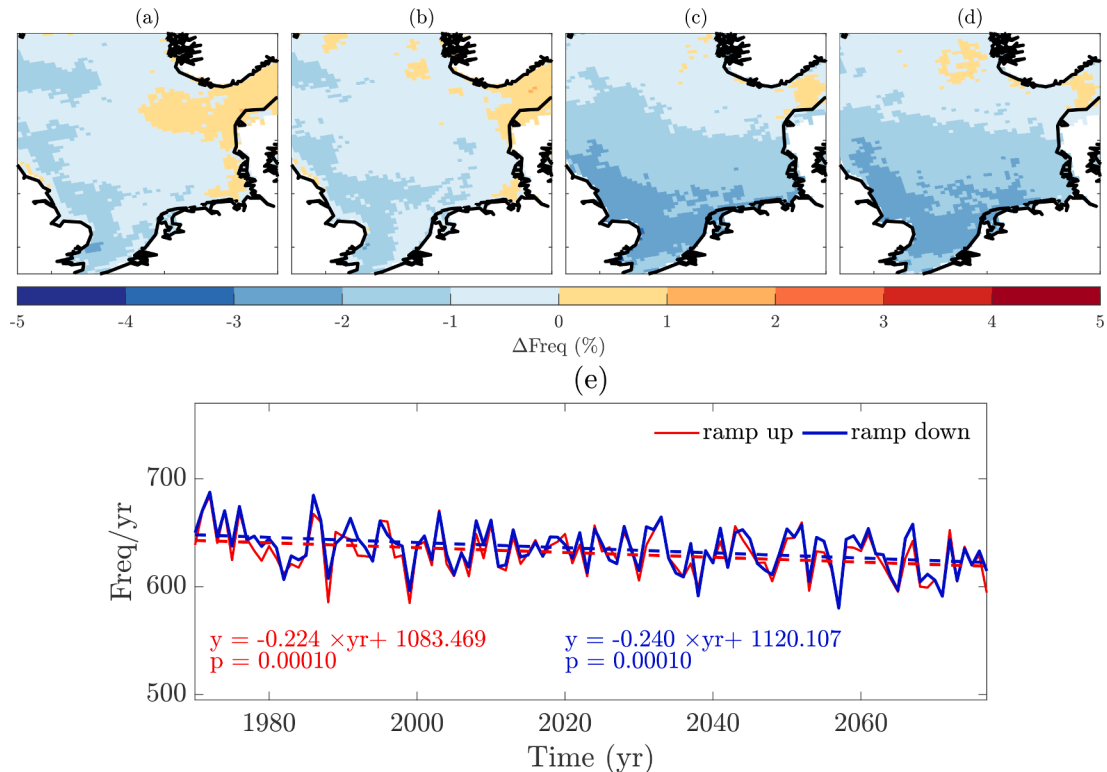 (a) (b) (c) (d)
-5 -4 -3 -2 -1 0 1 2 3 4 5
ΔFreq (%)
(e)
ramp up ramp down
700
600
500
Freq/yr
y = -0.224 ×yr+ 1083.469
p = 0.00010
y = -0.240 ×yr+ 1120.107
p = 0.00010
1980 2000 2020 2040 2060
Time (yr)